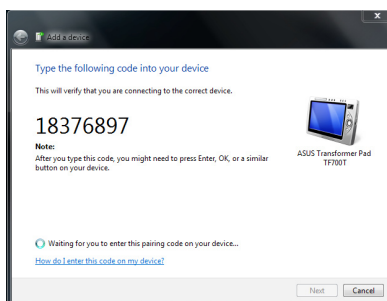 Add a device
Type the following code into your device
This will verify that you are connecting to the correct device.
18376897
Note:
After you type this code, you might need to press Enter, OK, or a similar
button on your device.
ASUS Transformer Pad
TF700T
Waiting for you to enter this pairing code on your device...
How do I enter this code on my device?
Next
Cancel